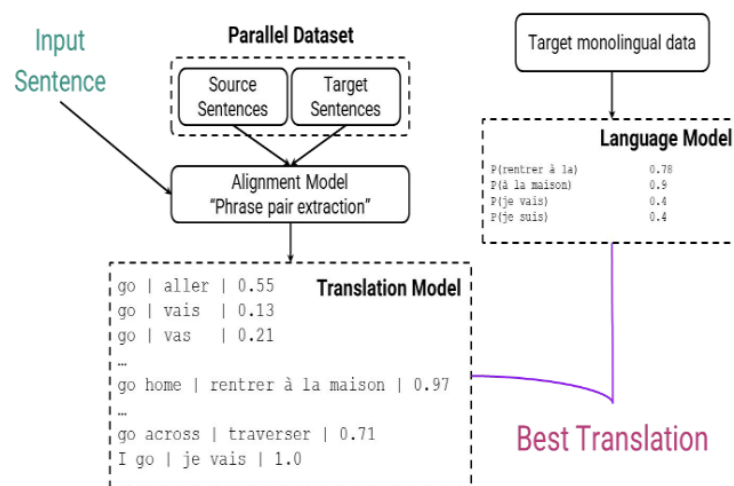 Input
Sentence
Parallel Dataset
Source
Sentences
Target
Sentences
Alignment Model
“Phrase pair extraction”
Translation Model
go | aller | 0.55
go | vais | 0.13
go | vas | 0.21
…
go home | rentrer à la maison | 0.97
…
go across | traverser | 0.71
I go | je vais | 1.0
Target monolingual data
Language Model
P(rentrer à la) 0.78
P(à la maison) 0.9
P(je vais) 0.4
P(je suis) 0.4
Best Translation